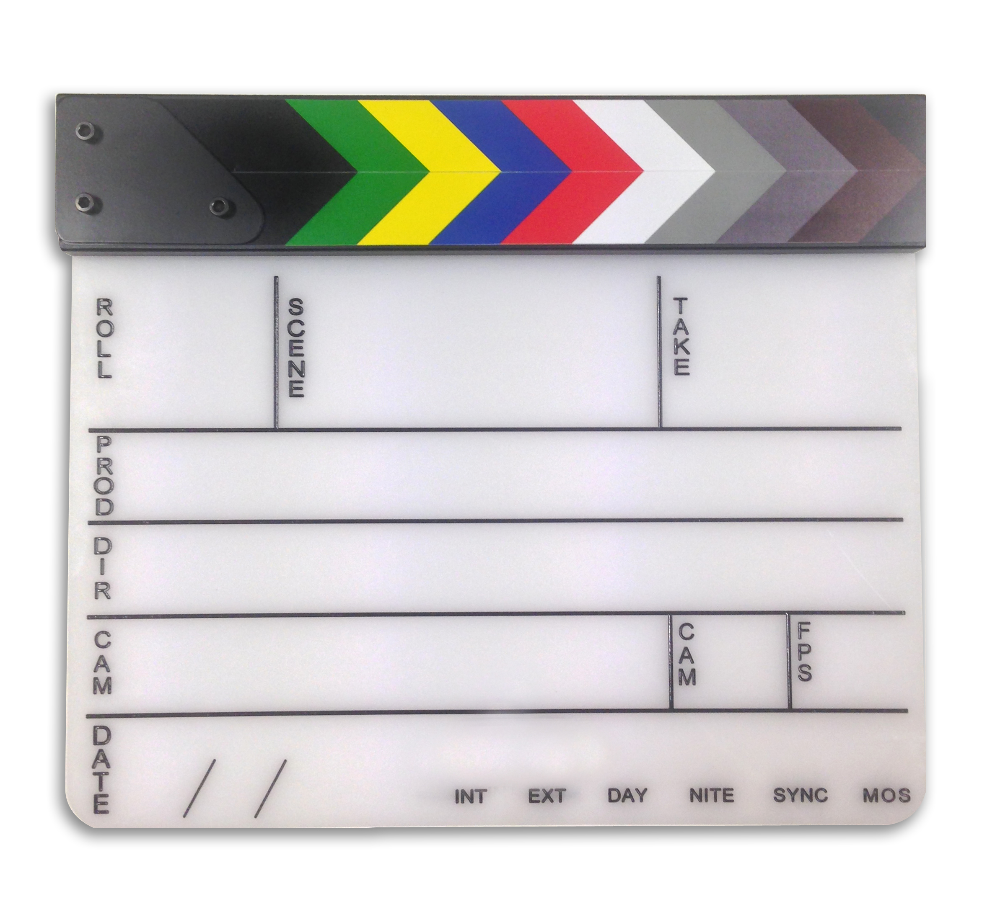 ROLL
SCENE
TAKE
PROD
DIR
CAM
CAM
FPS
DATE / /
INT EXT DAY NITE SYNC MOS